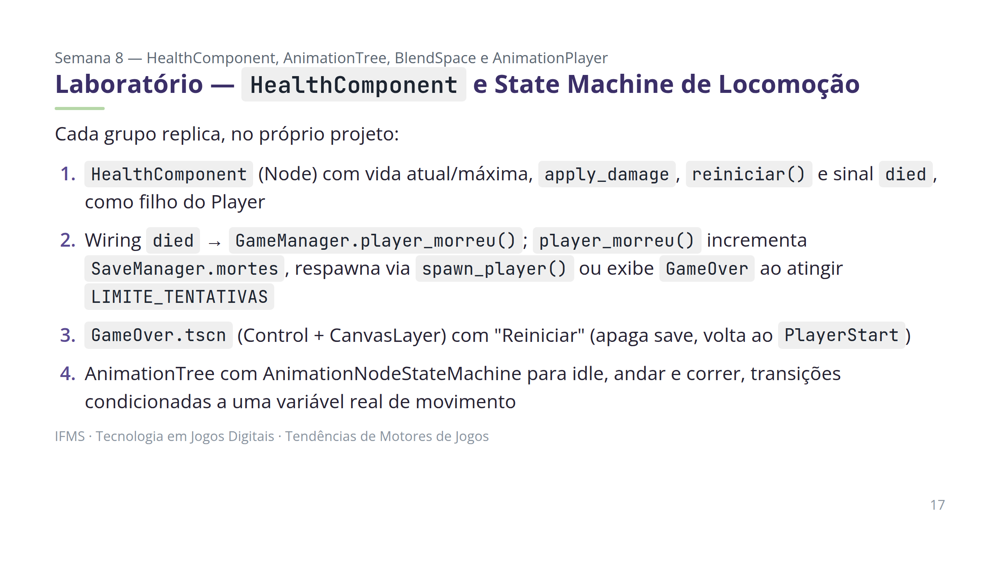 Semana 8 — HealthComponent, AnimationTree, BlendSpace e AnimationPlayer
Laboratório — HealthComponent e State Machine de Locomoção
Cada grupo replica, no próprio projeto:
1. HealthComponent (Node) com vida atual/máxima, apply_damage, reiniciar() e sinal died,
como filho do Player
2. Wiring died → GameManager.player_morreu(); player_morreu() incrementa
SaveManager.mortes, respawna via spawn_player() ou exibe GameOver ao atingir
LIMITE_TENTATIVAS
3. GameOver.tscn (Control + CanvasLayer) com "Reiniciar" (apaga save, volta ao PlayerStart)
4. AnimationTree com AnimationNodeStateMachine para idle, andar e correr, transições
condicionadas a uma variável real de movimento
IFMS · Tecnologia em Jogos Digitais · Tendências de Motores de Jogos
17